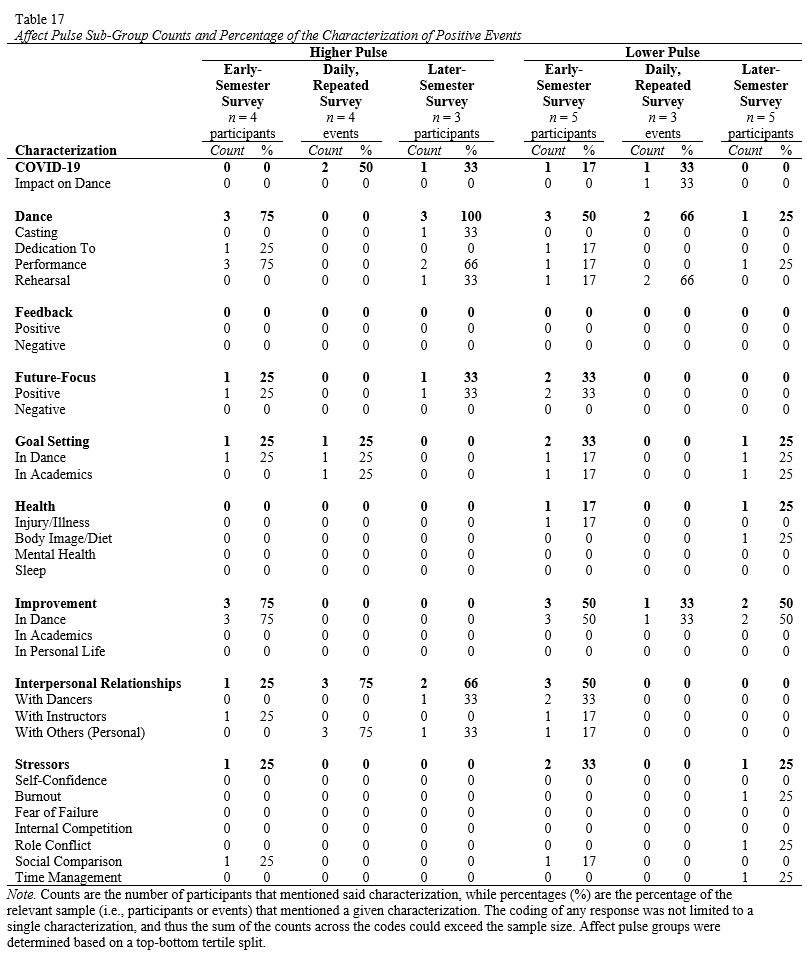 Table 17
Affect Pulse Sub-Group Counts and Percentage of the Characterization of Positive Events
Higher Pulse Lower Pulse
Early- Daily, Later- Early- Daily, Later-
Semester Repeated Semester Semester Repeated Semester
Survey Survey Survey Survey Survey Survey
n = 4 n = 4 n = 3 n = 5 n = 3 n = 5
participants events participants participants events participants
Characterization Count % Count % Count % Count % Count % Count %
COVID-19 0 0 2 50 1 33 1 17 1 33 0 0
Impact on Dance 0 0 0 0 0 0 0 0 1 33 0 0
Dance 3 75 0 0 3 100 3 50 2 66 1 25
Casting 0 0 0 0 1 33 0 0 0 0 0 0
Dedication To 1 25 0 0 0 0 1 17 0 0 0 0
Performance 3 75 0 0 2 66 1 17 0 0 1 25
Rehearsal 0 0 0 0 1 33 1 17 2 66 0 0
Feedback 0 0 0 0 0 0 0 0 0 0 0 0
Positive 0 0 0 0 0 0 0 0 0 0 0 0
Negative 0 0 0 0 0 0 0 0 0 0 0 0
Future-Focus 1 25 0 0 1 33 2 33 0 0 0 0
Positive 1 25 0 0 1 33 2 33 0 0 0 0
Negative 0 0 0 0 0 0 0 0 0 0 0 0
Goal Setting 1 25 1 25 0 0 2 33 0 0 1 25
In Dance 1 25 1 25 0 0 1 17 0 0 1 25
In Academics 0 0 1 25 0 0 1 17 0 0 1 25
Health 0 0 0 0 0 0 1 17 0 0 1 25
Injury/Illness 0 0 0 0 0 0 1 17 0 0 0 0
Body Image/Diet 0 0 0 0 0 0 0 0 0 0 1 25
Mental Health 0 0 0 0 0 0 0 0 0 0 0 0
Sleep 0 0 0 0 0 0 0 0 0 0 0 0
Improvement 3 75 0 0 0 0 3 50 1 33 2 50
In Dance 3 75 0 0 0 0 3 50 1 33 2 50
In Academics 0 0 0 0 0 0 0 0 0 0 0 0
In Personal Life 0 0 0 0 0 0 0 0 0 0 0 0
Interpersonal Relationships 1 25 3 75 2 66 3 50 0 0 0 0
With Dancers 0 0 0 0 1 33 2 33 0 0 0 0
With Instructors 1 25 0 0 0 0 1 17 0 0 0 0
With Others (Personal) 0 0 3 75 1 33 1 17 0 0 0 0
Stressors 1 25 0 0 0 0 2 33 0 0 1 25
Self-Confidence 0 0 0 0 0 0 0 0 0 0 0 0
Burnout 0 0 0 0 0 0 0 0 0 0 1 25
Fear of Failure 0 0 0 0 0 0 0 0 0 0 0 0
Internal Competition 0 0 0 0 0 0 0 0 0 0 0 0
Role Conflict 0 0 0 0 0 0 0 0 0 0 1 25
Social Comparison 1 25 0 0 0 0 1 17 0 0 0 0
Time Management 0 0 0 0 0 0 0 0 0 0 1 25
Note. Counts are the number of participants that mentioned said characterization, while percentages (%) are the percentage of the
relevant sample (i.e., participants or events) that mentioned a given characterization. The coding of any response was not limited to a
single characterization, and thus the sum of the counts across the codes could exceed the sample size. Affect pulse groups were
determined based on a top-bottom tertile split.